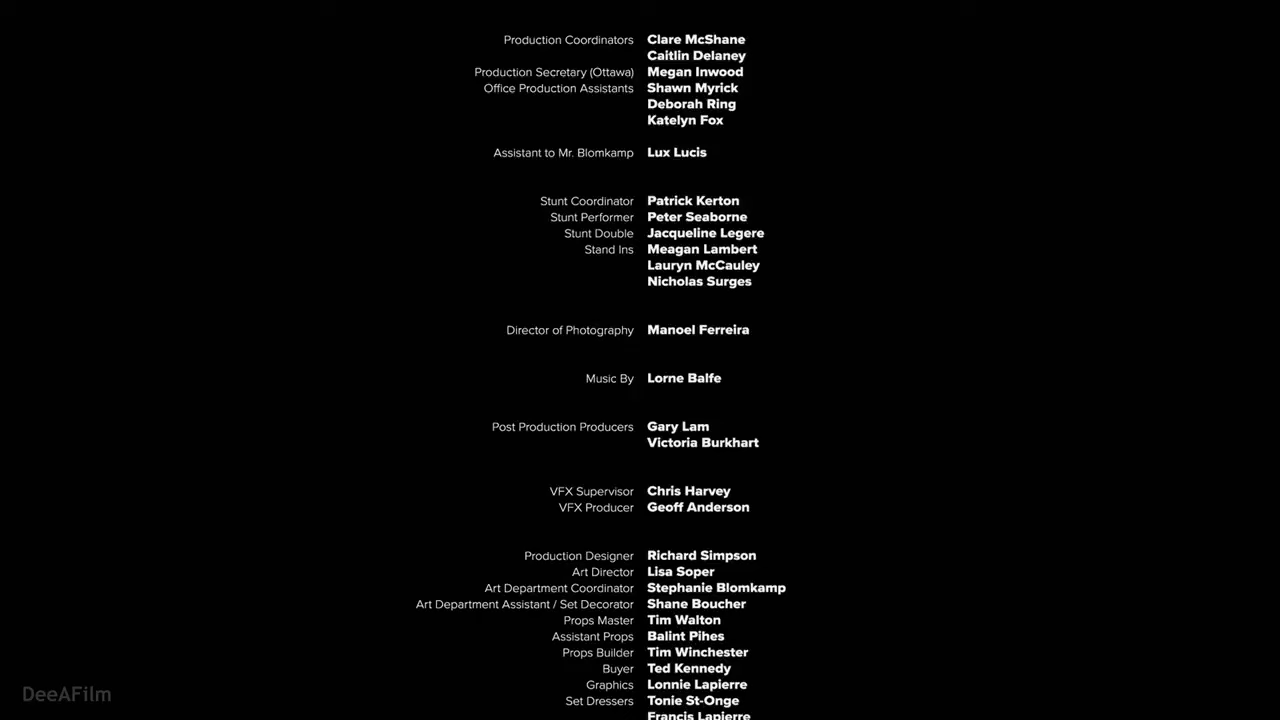 Production Coordinators Clare McShane
Caitlin Delaney
Production Secretary (Ottawa) Megan Inwood
Office Production Assistants Shawn Myrick
Deborah Ring
Katelyn Fox
Assistant to Mr. Blomkamp Lux Lucis
Stunt Coordinator Patrick Kerton
Stunt Performer Peter Seaborne
Stunt Double Jacqueline Legere
Stand Ins Meagan Lambert
Lauryn McCauley
Nicholas Surges
Director of Photography Manoel Ferreira
Music By Lorne Balfe
Post Production Producers Gary Lam
Victoria Burkhart
VFX Supervisor Chris Harvey
VFX Producer Geoff Anderson
Production Designer Richard Simpson
Art Director Lisa Soper
Art Department Coordinator Stephanie Blomkamp
Art Department Assistant / Set Decorator Shane Boucher
Props Master Tim Walton
Assistant Props Balint Pihes
Props Builder Tim Winchester
Buyer Ted Kennedy
Graphics Lonnie Lapierre
Set Dressers Tonie St-Onge
Francis Lapierre
DeeAFilm